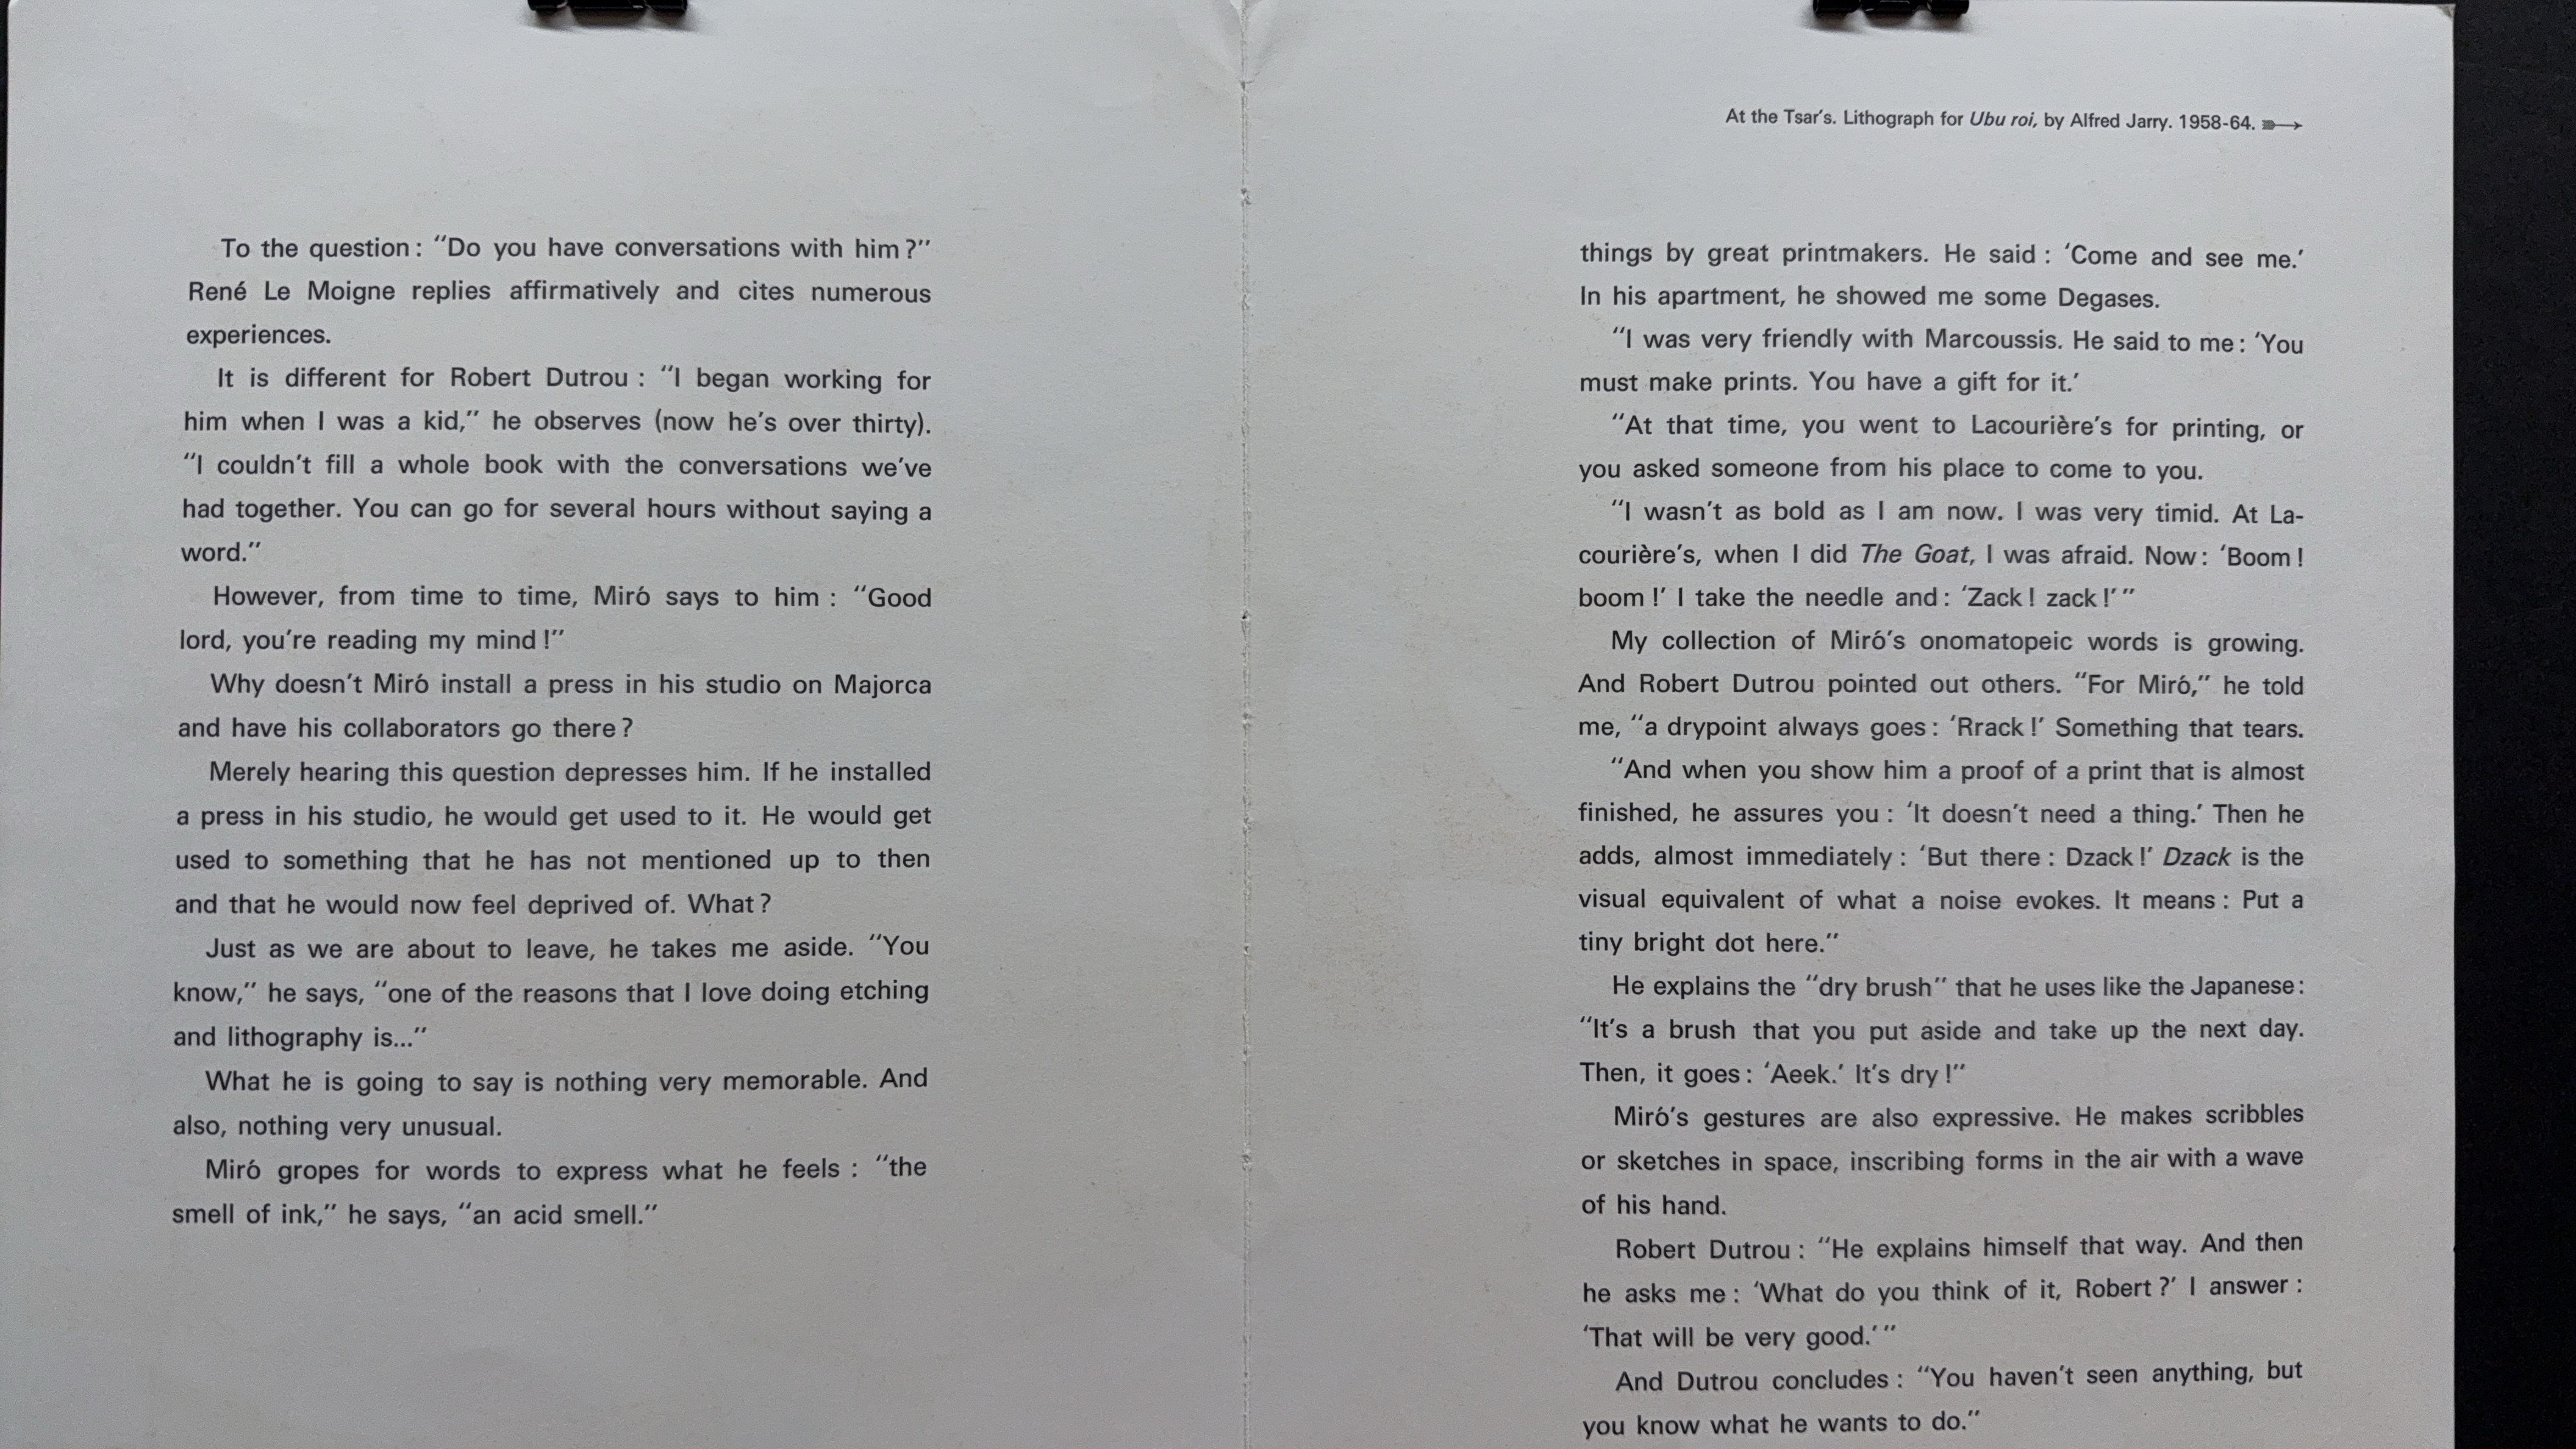 To the question : “Do you have conversations with him ?”
René Le Moigne replies affirmatively and cites numerous
experiences.
It is different for Robert Dutrou : “I began working for
him when I was a kid,” he observes (now he's over thirty).
“I couldn't fill a whole book with the conversations we've
had together. You can go for several hours without saying a
word.”
However, from time to time, Miró says to him : “Good
lord, you're reading my mind !”
Why doesn't Miró install a press in his studio on Majorca
and have his collaborators go there ?
Merely hearing this question depresses him. If he installed
a press in his studio, he would get used to it. He would get
used to something that he has not mentioned up to then
and that he would now feel deprived of. What ?
Just as we are about to leave, he takes me aside. “You
know,” he says, “one of the reasons that I love doing etching
and lithography is...”
What he is going to say is nothing very memorable. And
also, nothing very unusual.
Miró gropes for words to express what he feels : “the
smell of ink,” he says, “an acid smell.”
At the Tsar's. Lithograph for Ubu roi, by Alfred Jarry. 1958-64. →
things by great printmakers. He said : ‘Come and see me.’
In his apartment, he showed me some Degases.
“I was very friendly with Marcoussis. He said to me : ‘You
must make prints. You have a gift for it.’
“At that time, you went to Lacourière's for printing, or
you asked someone from his place to come to you.
“I wasn't as bold as I am now. I was very timid. At La-
courière's, when I did The Goat, I was afraid. Now : ‘Boom !
boom !’ I take the needle and : ‘Zack ! zack !’ ”
My collection of Miró's onomatopeic words is growing.
And Robert Dutrou pointed out others. “For Miró,” he told
me, “a drypoint always goes : ‘Rrack !’ Something that tears.
“And when you show him a proof of a print that is almost
finished, he assures you : ‘It doesn't need a thing.’ Then he
adds, almost immediately : ‘But there : Dzack !’ Dzack is the
visual equivalent of what a noise evokes. It means : Put a
tiny bright dot here.”
He explains the “dry brush” that he uses like the Japanese :
“It's a brush that you put aside and take up the next day.
Then, it goes : ‘Aeek.’ It's dry !”
Miró's gestures are also expressive. He makes scribbles
or sketches in space, inscribing forms in the air with a wave
of his hand.
Robert Dutrou : “He explains himself that way. And then
he asks me : ‘What do you think of it, Robert ?’ I answer :
‘That will be very good.’ ”
And Dutrou concludes : “You haven't seen anything, but
you know what he wants to do.”